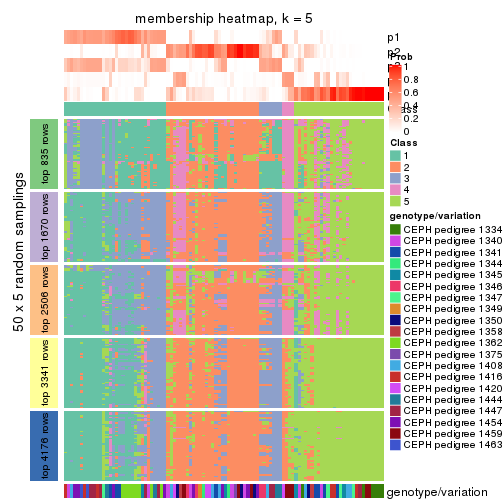 membership heatmap, k = 5
p1
p2
Prob
1
0.8
0.6
0.4
0.2
0
Class
1
2
3
4
5
genotype/variation
CEPH pedigree 1334
CEPH pedigree 1340
CEPH pedigree 1341
CEPH pedigree 1344
CEPH pedigree 1345
CEPH pedigree 1346
CEPH pedigree 1347
CEPH pedigree 1349
CEPH pedigree 1350
CEPH pedigree 1358
CEPH pedigree 1362
CEPH pedigree 1375
CEPH pedigree 1408
CEPH pedigree 1416
CEPH pedigree 1420
CEPH pedigree 1444
CEPH pedigree 1447
CEPH pedigree 1454
CEPH pedigree 1459
CEPH pedigree 1463
50 x 5 random samplings
top 835 rows
top 1670 rows
top 2506 rows
top 3341 rows
top 4176 rows
genotype/variation